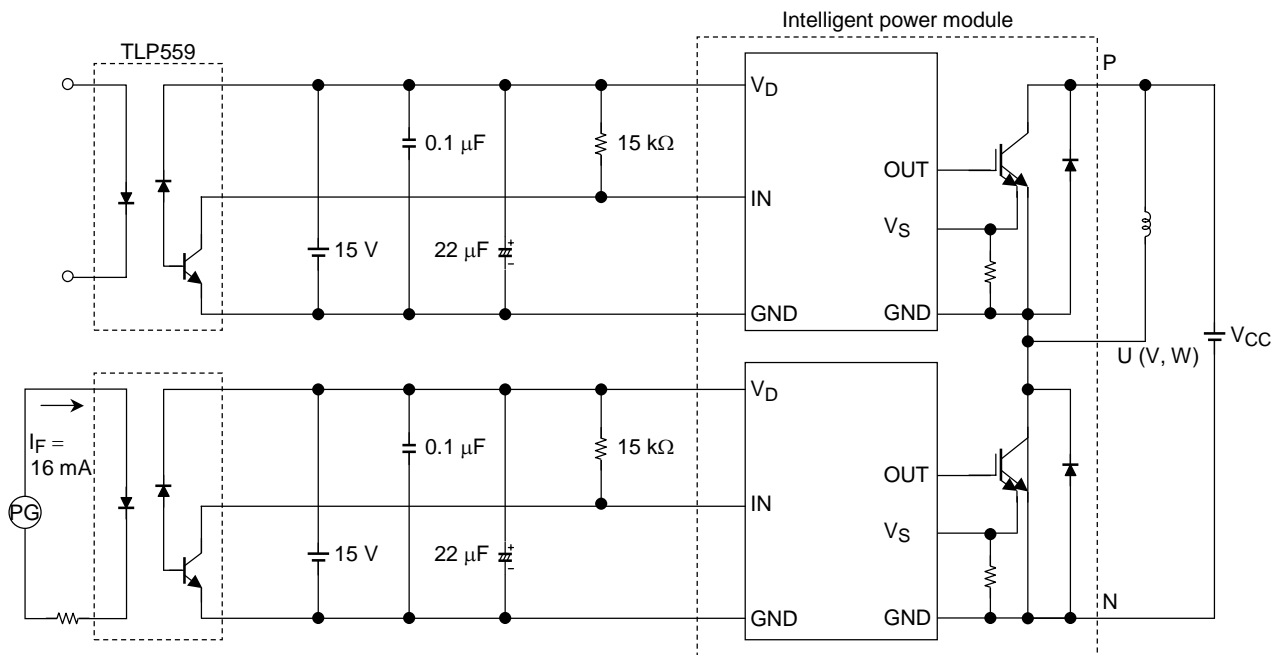 Intelligent power module
TLP559
P
V_D
0.1 μF
15 kΩ
OUT
IN
V_S
15 V
22 μF
+
−
GND
GND
U (V, W)
V_CC
V_D
I_F =
16 mA
0.1 μF
15 kΩ
OUT
PG
IN
V_S
15 V
22 μF
+
−
GND
GND
N